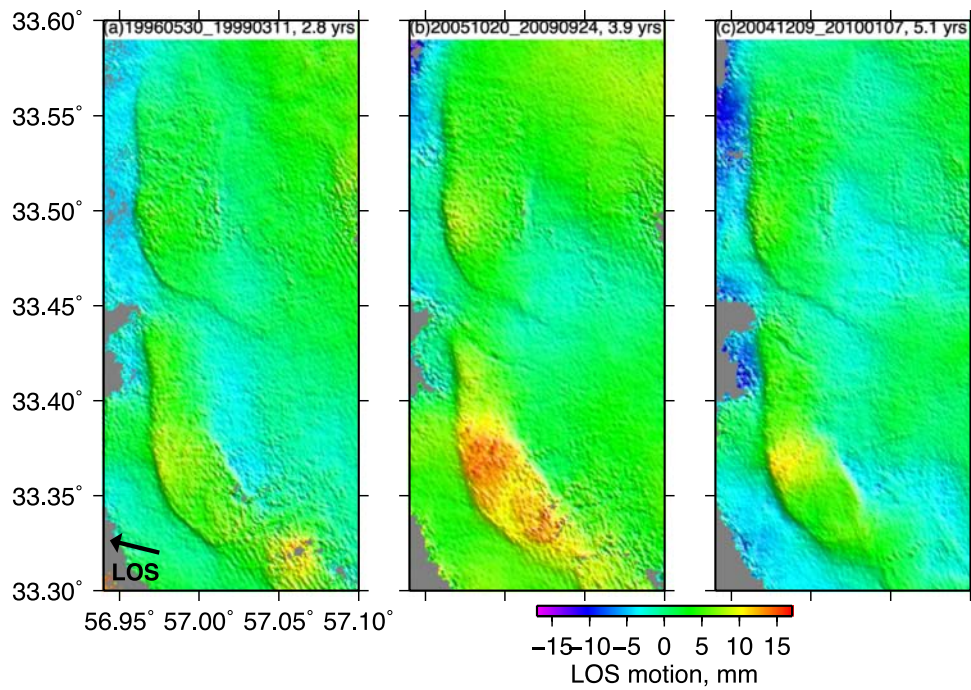 (a)19960530_19990311, 2.8 yrs
(b)20051020_20090924, 3.9 yrs
(c)20041209_20100107, 5.1 yrs
33.60°
33.55°
33.50°
33.45°
33.40°
33.35°
33.30°
LOS
56.95° 57.00° 57.05° 57.10°
−15 −10 −5 0 5 10 15
LOS motion, mm